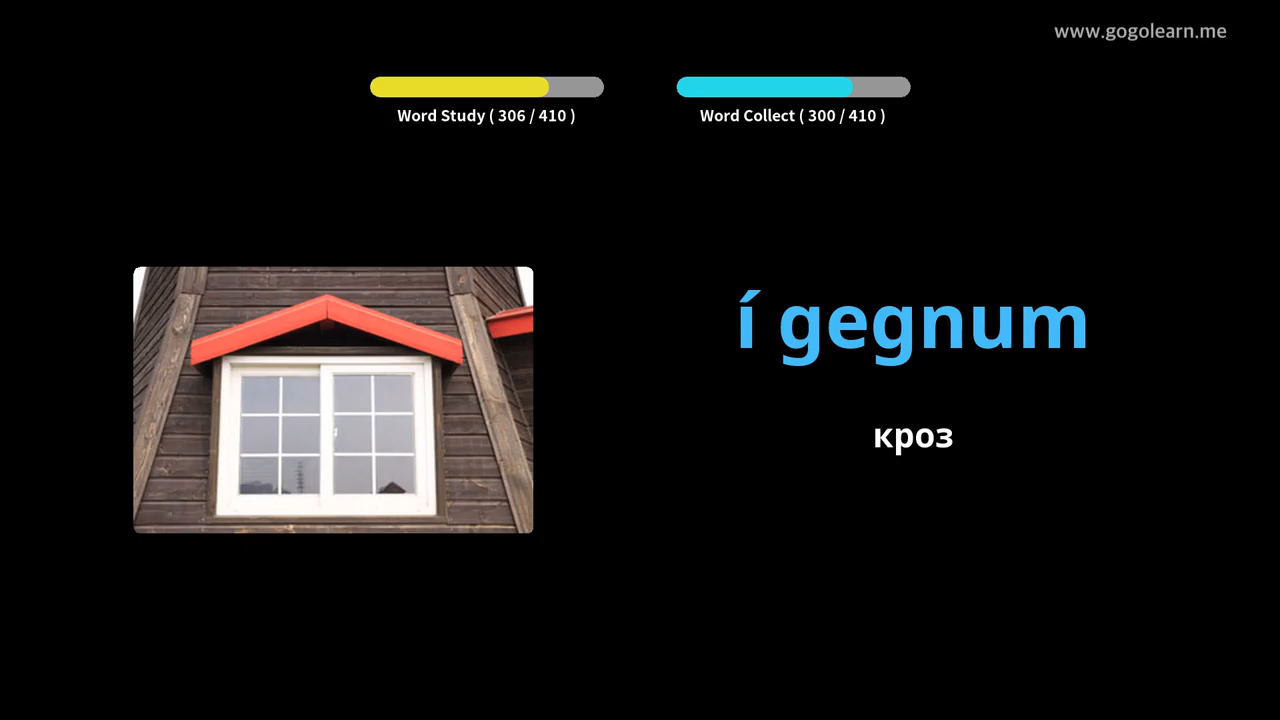 www.gogolearn.me
Word Study ( 306 / 410 )
Word Collect ( 300 / 410 )
í gegnum
кроз